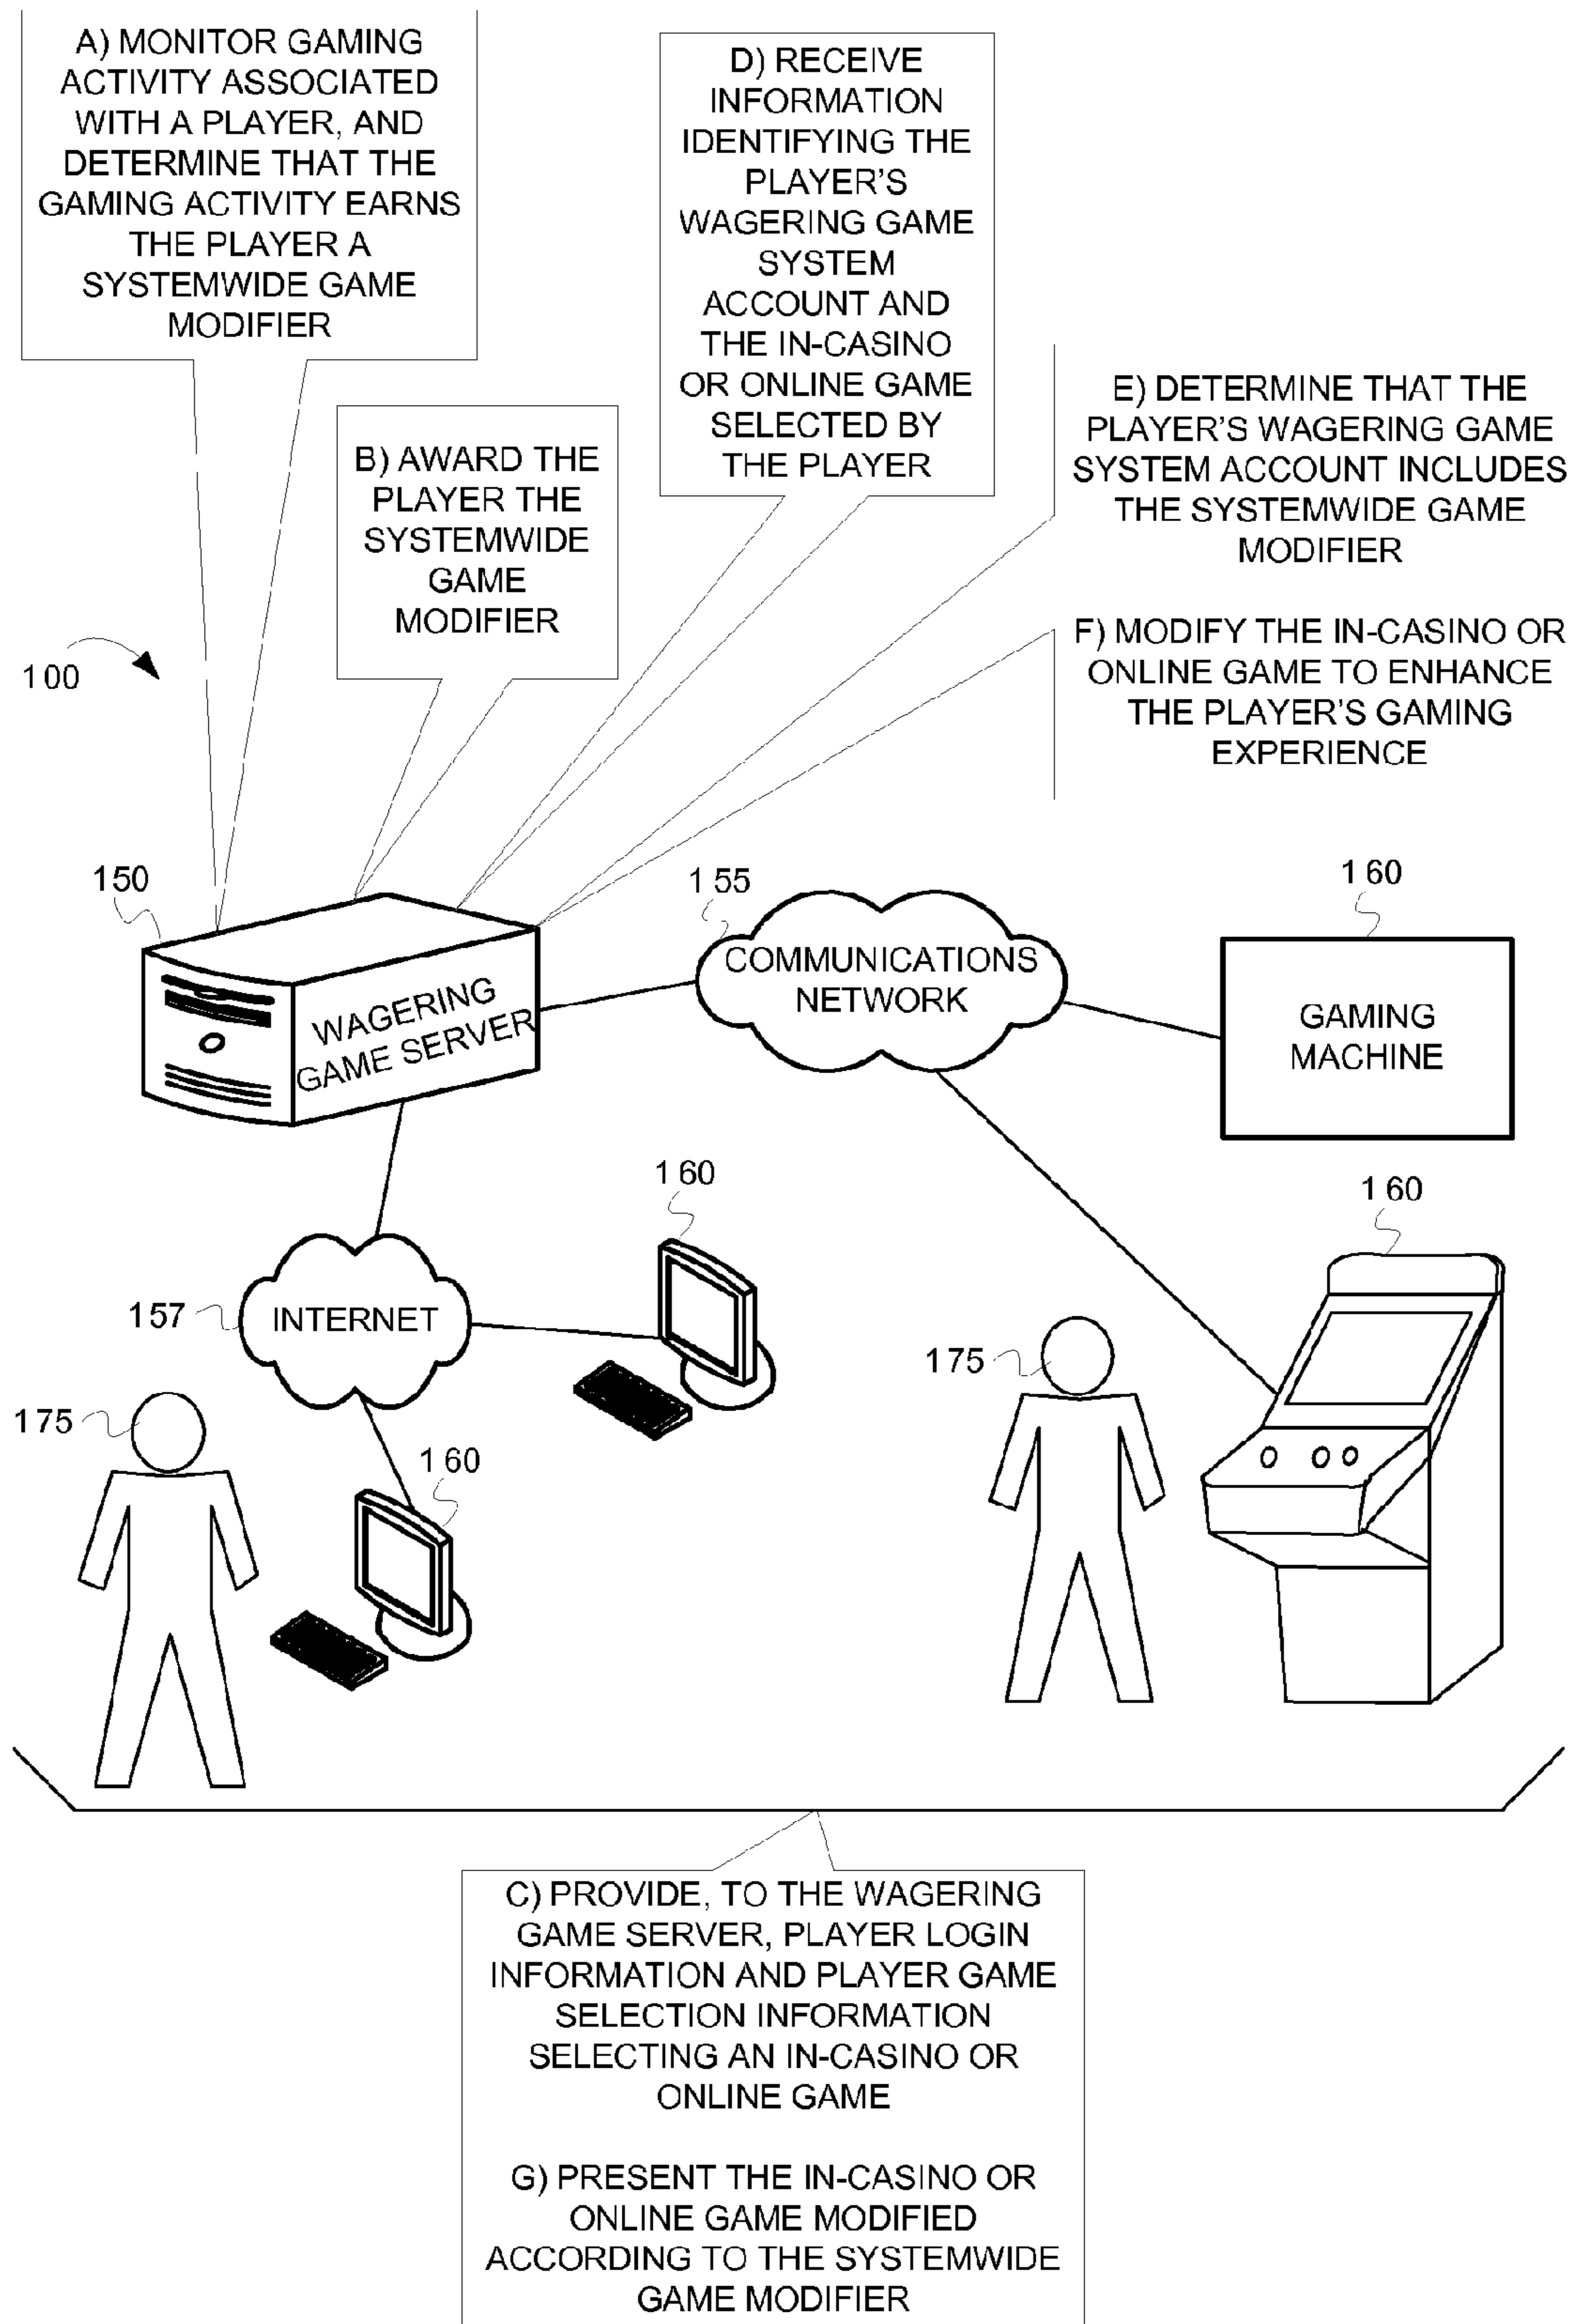 A) MONITOR GAMING
ACTIVITY ASSOCIATED
WITH A PLAYER, AND
DETERMINE THAT THE
GAMING ACTIVITY EARNS
THE PLAYER A
SYSTEMWIDE GAME
MODIFIER
B) AWARD THE
PLAYER THE
SYSTEMWIDE
GAME
MODIFIER
D) RECEIVE
INFORMATION
IDENTIFYING THE
PLAYER'S
WAGERING GAME
SYSTEM
ACCOUNT AND
THE IN-CASINO
OR ONLINE GAME
SELECTED BY
THE PLAYER
E) DETERMINE THAT THE
PLAYER'S WAGERING GAME
SYSTEM ACCOUNT INCLUDES
THE SYSTEMWIDE GAME
MODIFIER
F) MODIFY THE IN-CASINO OR
ONLINE GAME TO ENHANCE
THE PLAYER'S GAMING
EXPERIENCE
100
150
WAGERING
GAME SERVER
155
COMMUNICATIONS
NETWORK
160
GAMING
MACHINE
157
INTERNET
160
160
175
160
175
C) PROVIDE, TO THE WAGERING
GAME SERVER, PLAYER LOGIN
INFORMATION AND PLAYER GAME
SELECTION INFORMATION
SELECTING AN IN-CASINO OR
ONLINE GAME
G) PRESENT THE IN-CASINO OR
ONLINE GAME MODIFIED
ACCORDING TO THE SYSTEMWIDE
GAME MODIFIER